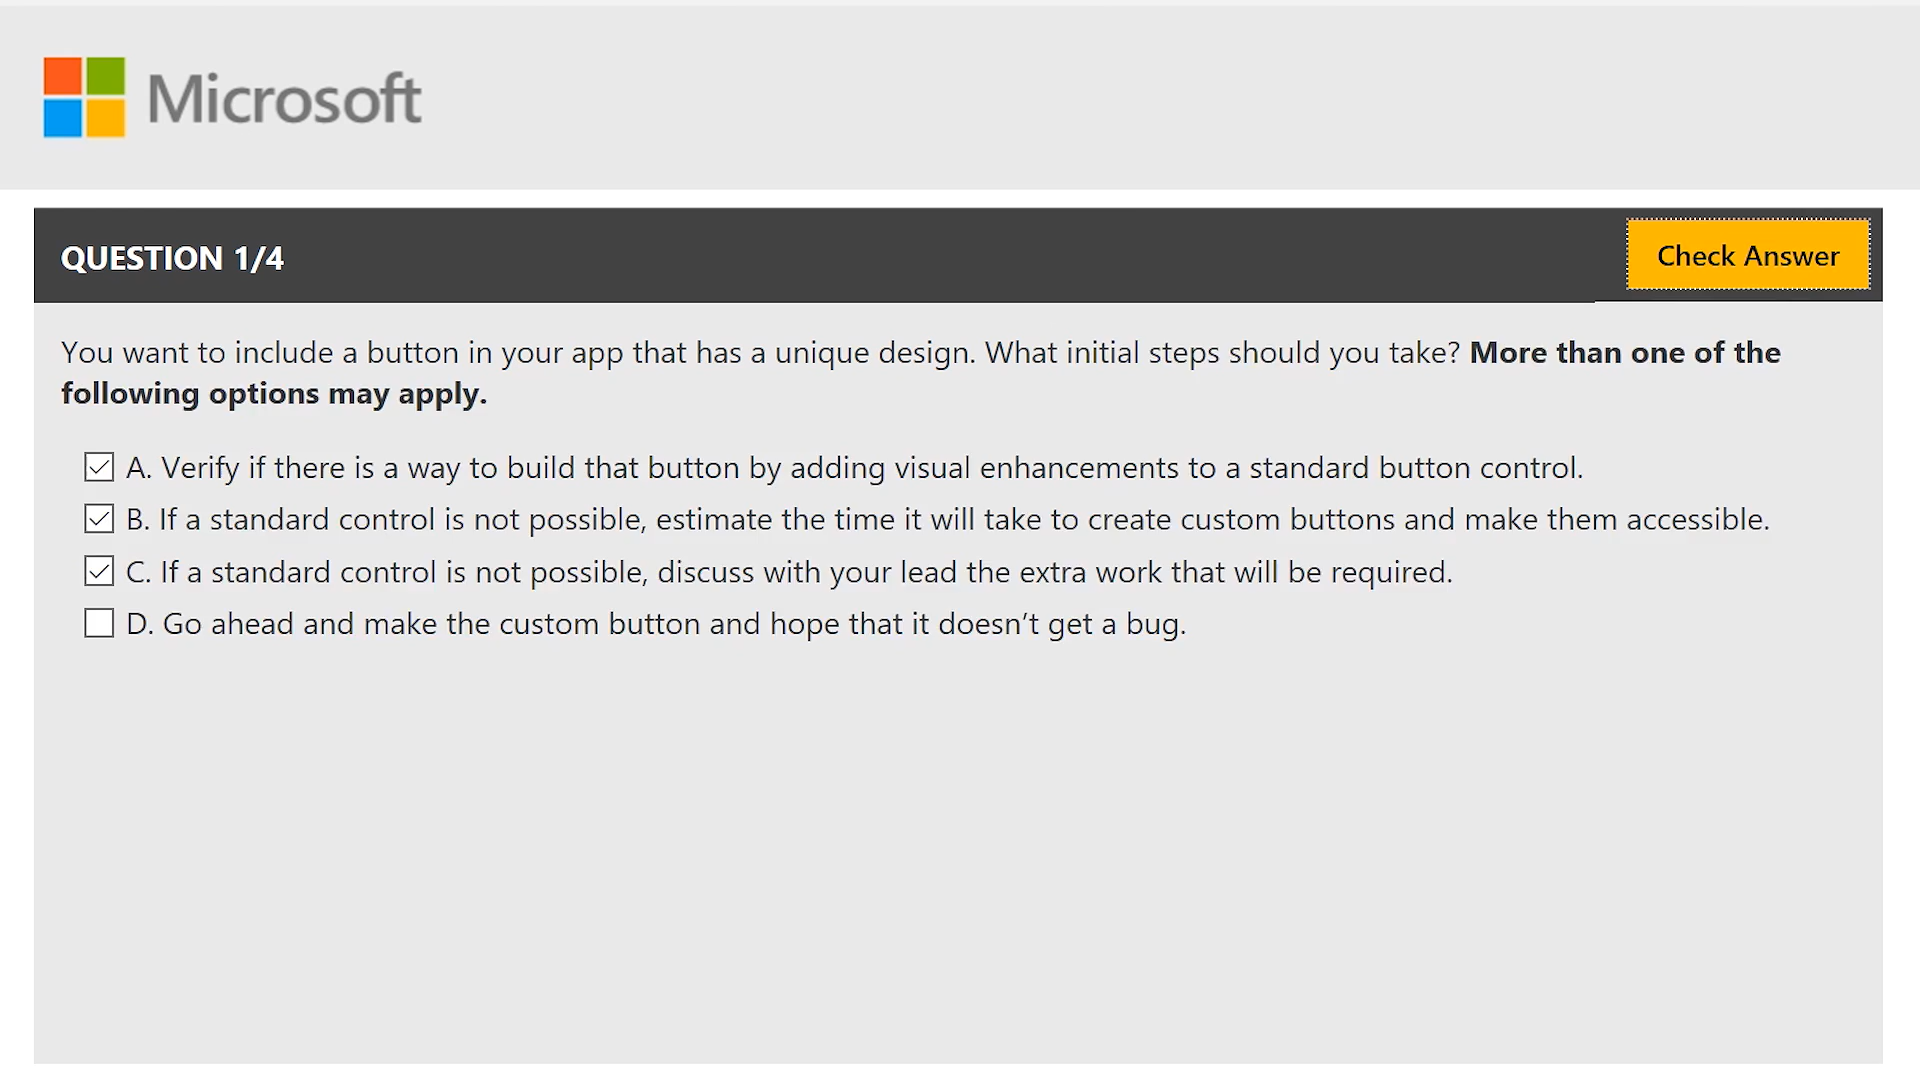 Microsoft
QUESTION 1/4
Check Answer
You want to include a button in your app that has a unique design. What initial steps should you take? More than one of the
following options may apply.
A. Verify if there is a way to build that button by adding visual enhancements to a standard button control.
B. If a standard control is not possible, estimate the time it will take to create custom buttons and make them accessible.
C. If a standard control is not possible, discuss with your lead the extra work that will be required.
D. Go ahead and make the custom button and hope that it doesn’t get a bug.